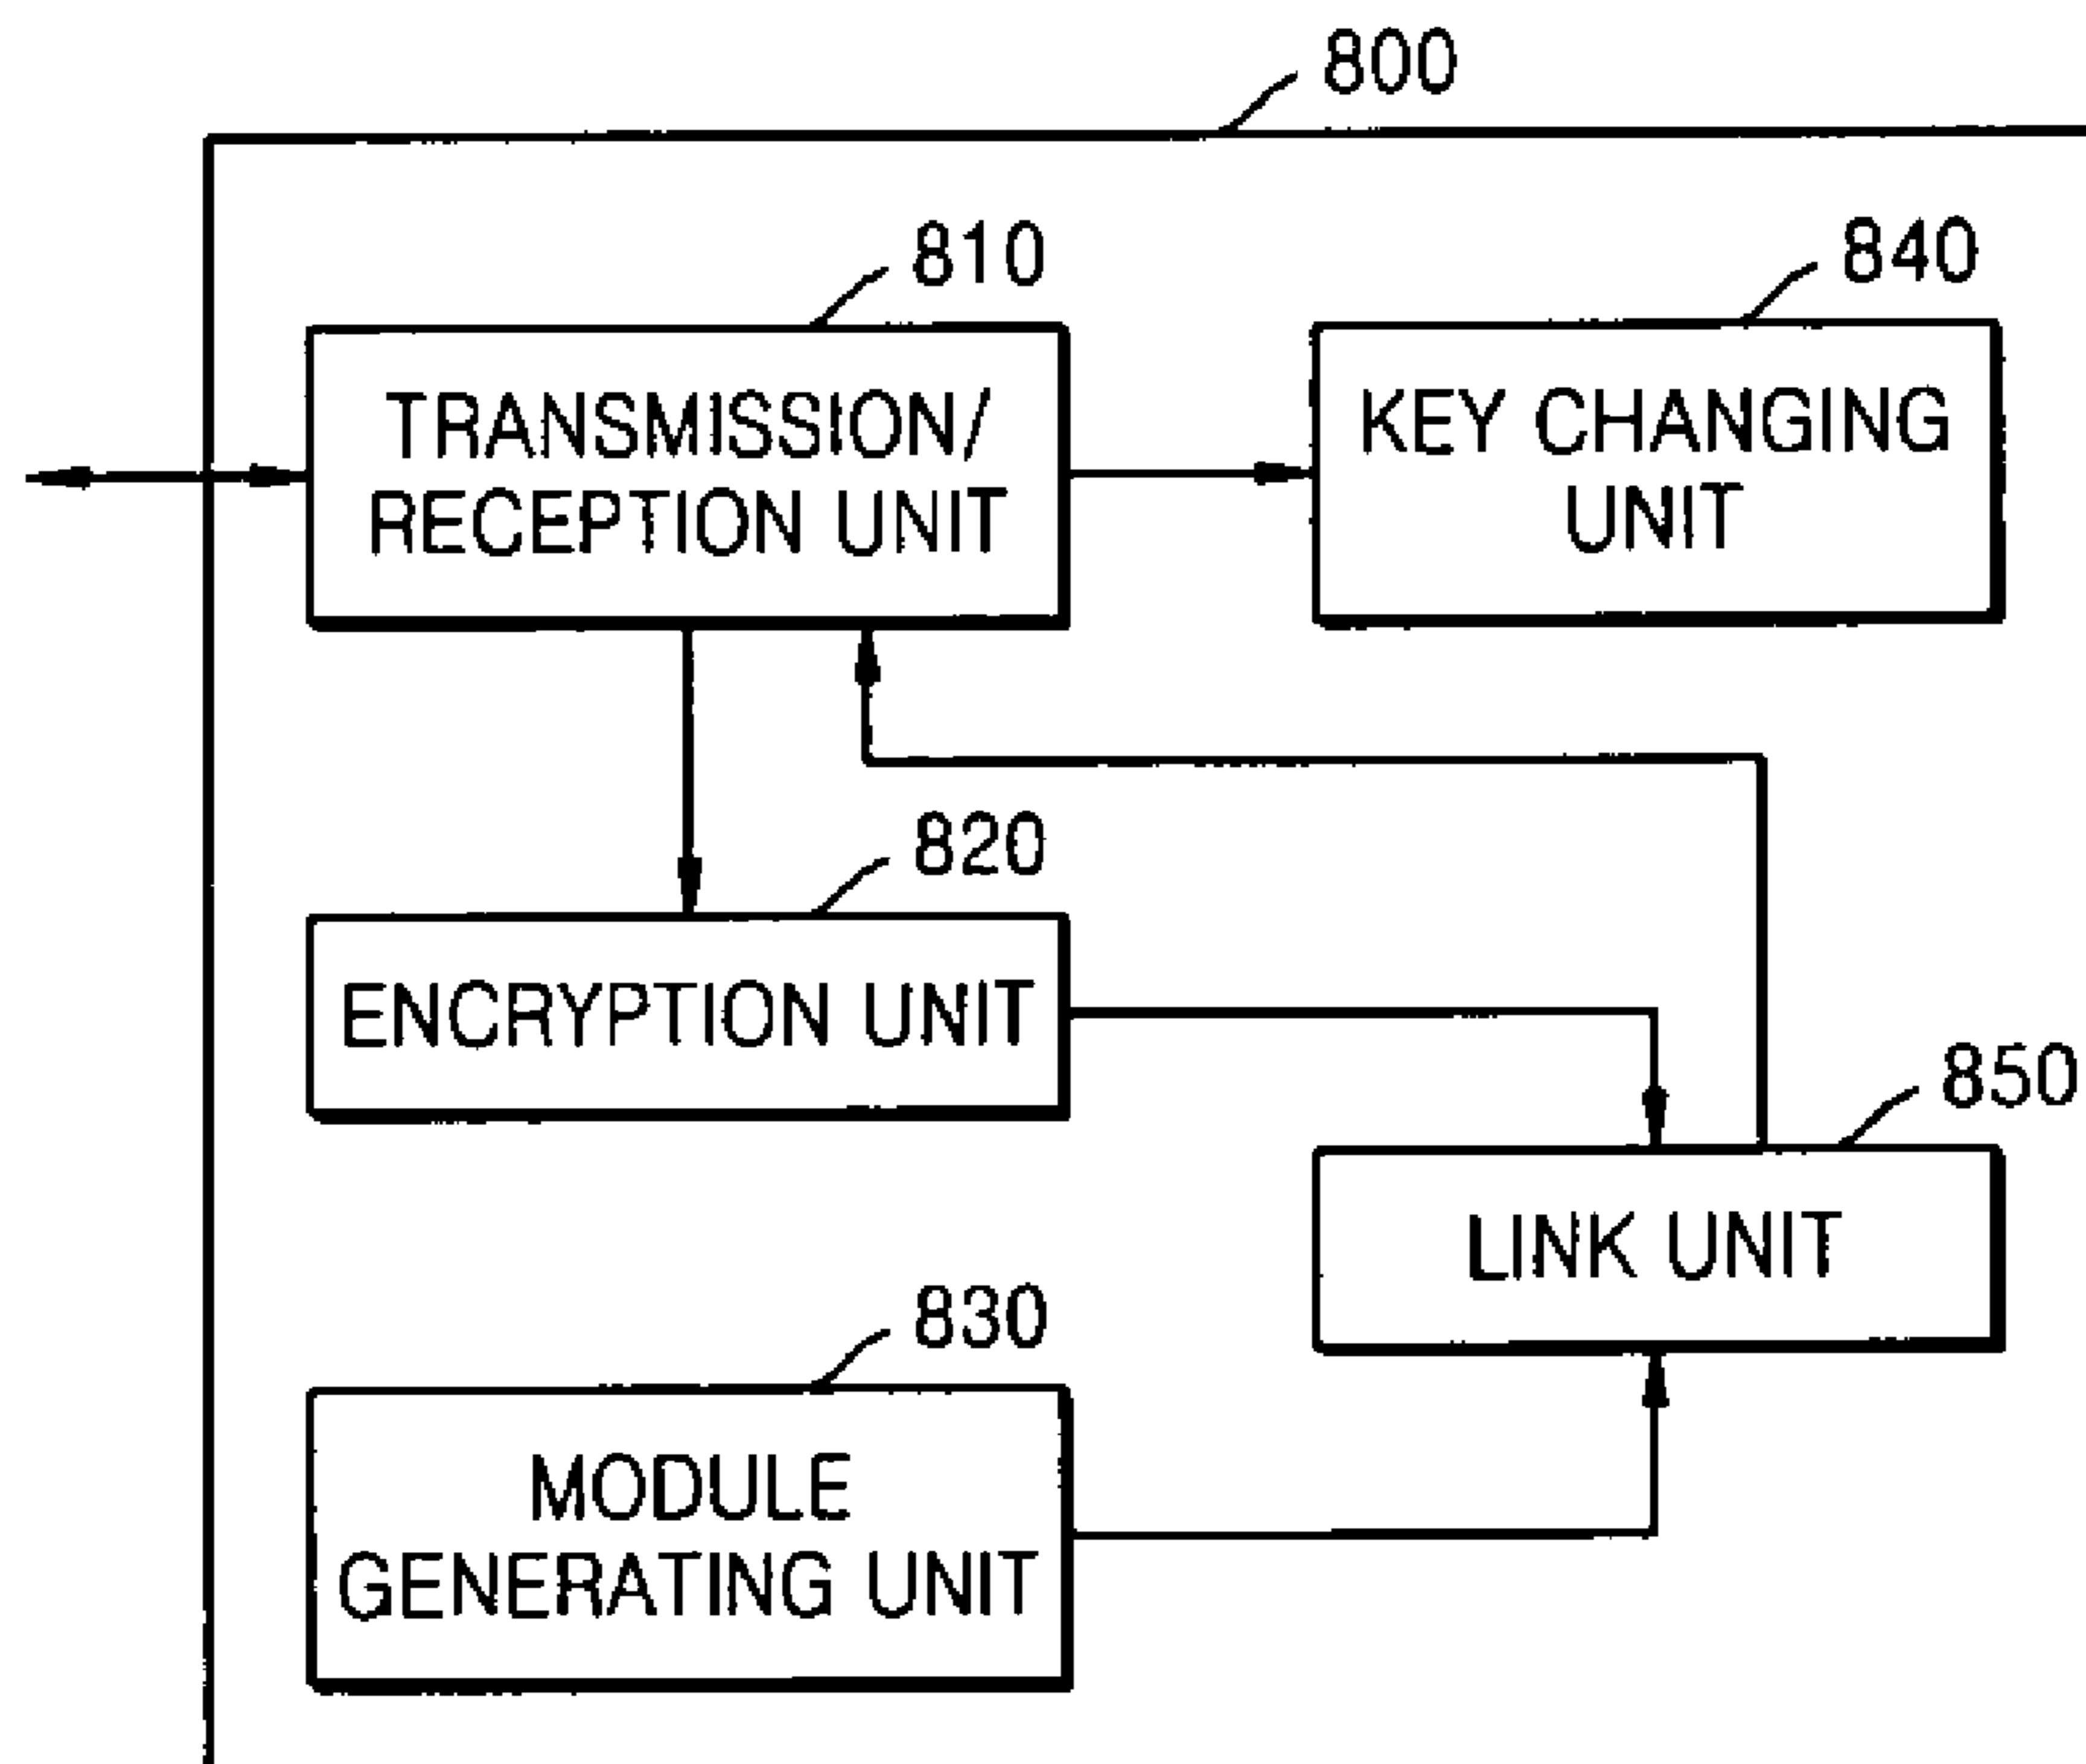 800
810
TRANSMISSION/
RECEPTION UNIT
840
KEY CHANGING
UNIT
820
ENCRYPTION UNIT
850
LINK UNIT
830
MODULE
GENERATING UNIT